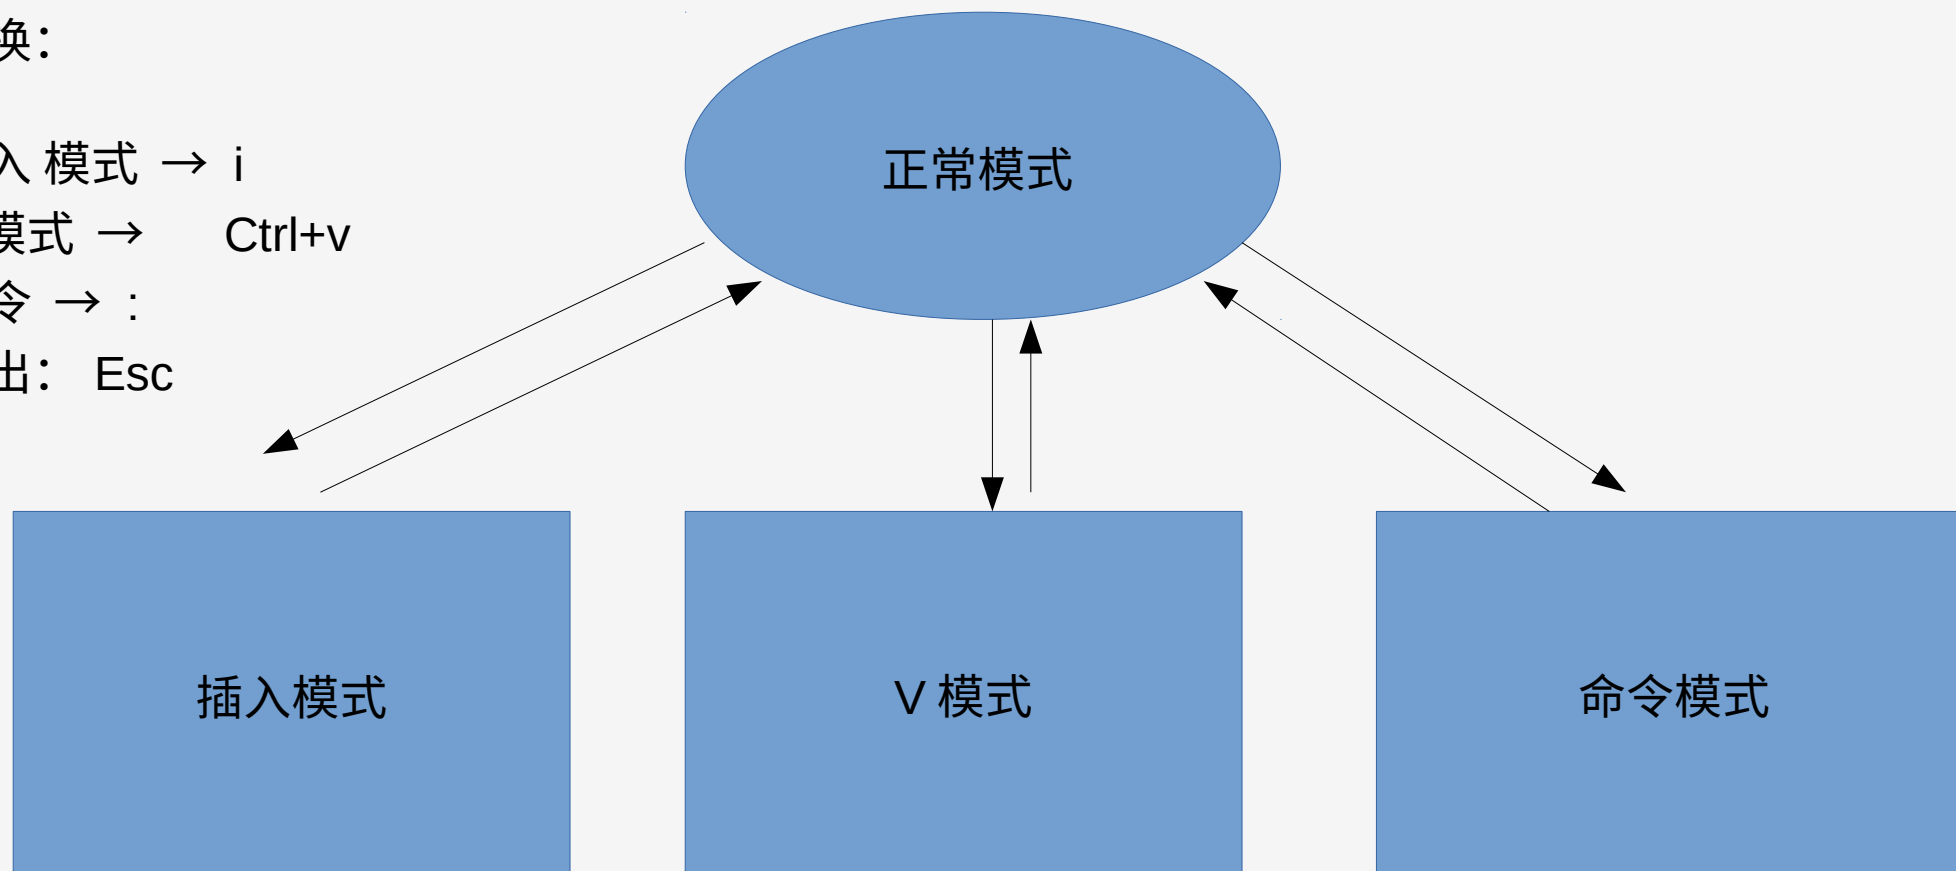 换：
入 模式 → i
模式 → Ctrl+v
令 → :
出： Esc
正常模式
插入模式
V 模式
命令模式